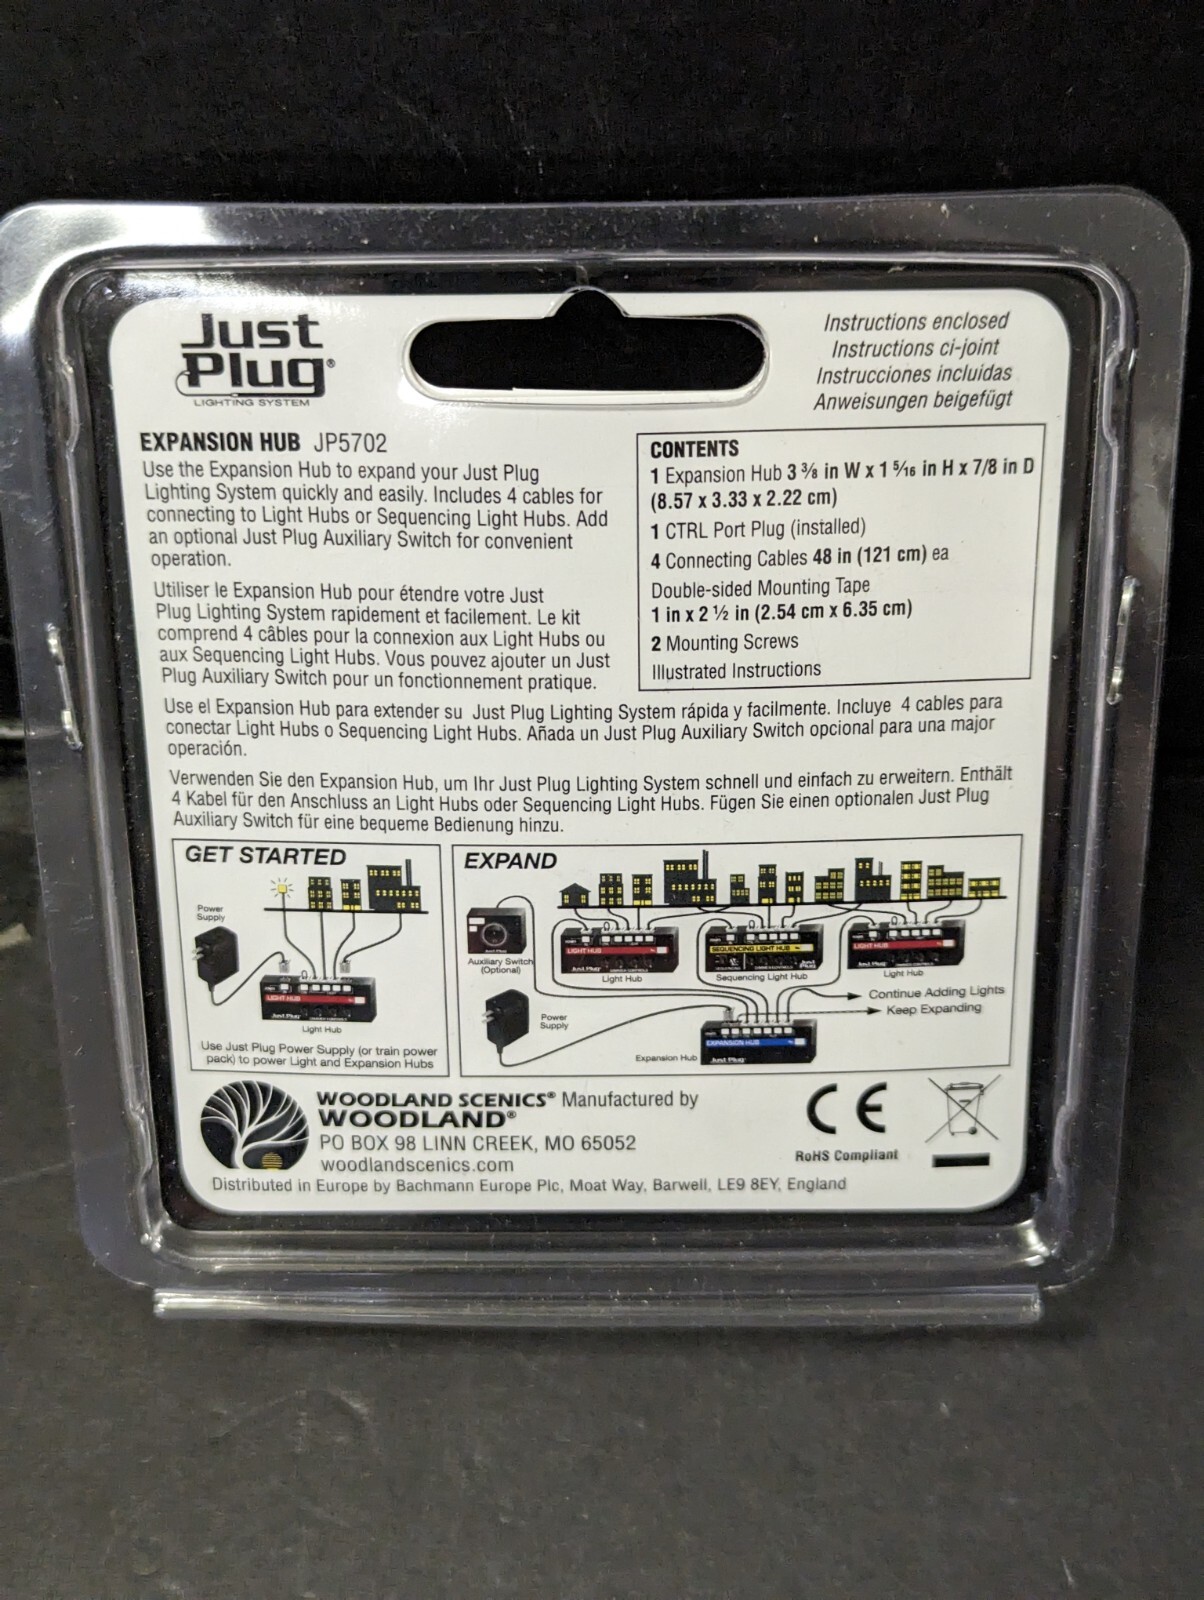 Just
Plug®
LIGHTING SYSTEM
Instructions enclosed
Instructions ci-joint
Instrucciones incluidas
Anweisungen beigefügt
EXPANSION HUB JP5702
Use the Expansion Hub to expand your Just Plug
Lighting System quickly and easily. Includes 4 cables for
connecting to Light Hubs or Sequencing Light Hubs. Add
an optional Just Plug Auxiliary Switch for convenient
operation.
Utiliser le Expansion Hub pour étendre votre Just
Plug Lighting System rapidement et facilement. Le kit
comprend 4 câbles pour la connexion aux Light Hubs ou
aux Sequencing Light Hubs. Vous pouvez ajouter un Just
Plug Auxiliary Switch pour un fonctionnement pratique.
CONTENTS
1 Expansion Hub 3 3/8 in W x 1 5/16 in H x 7/8 in D
(8.57 x 3.33 x 2.22 cm)
1 CTRL Port Plug (installed)
4 Connecting Cables 48 in (121 cm) ea
Double-sided Mounting Tape
1 in x 2 1/2 in (2.54 cm x 6.35 cm)
2 Mounting Screws
Illustrated Instructions
Use el Expansion Hub para extender su Just Plug Lighting System rápida y facilmente. Incluye 4 cables para
conectar Light Hubs o Sequencing Light Hubs. Añada un Just Plug Auxiliary Switch opcional para una major
operación.
Verwenden Sie den Expansion Hub, um Ihr Just Plug Lighting System schnell und einfach zu erweitern. Enthält
4 Kabel für den Anschluss an Light Hubs oder Sequencing Light Hubs. Fügen Sie einen optionalen Just Plug
Auxiliary Switch für eine bequeme Bedienung hinzu.
GET STARTED
Power
Supply
LIGHT HUB
Just Plug
Light Hub
Use Just Plug Power Supply (or train power
pack) to power Light and Expansion Hubs
EXPAND
Just Plug
Auxiliary Switch
(Optional)
LIGHT HUB
Just Plug
Light Hub
SEQUENCING LIGHT HUB
Just Plug
Sequencing Light Hub
LIGHT HUB
Just Plug
Light Hub
Continue Adding Lights
Keep Expanding
Power
Supply
Expansion Hub
EXPANSION HUB
Just Plug
WOODLAND SCENICS® Manufactured by
WOODLAND®
PO BOX 98 LINN CREEK, MO 65052
woodlandscenics.com
CE
RoHS Compliant
Distributed in Europe by Bachmann Europe Plc, Moat Way, Barwell, LE9 8EY, England